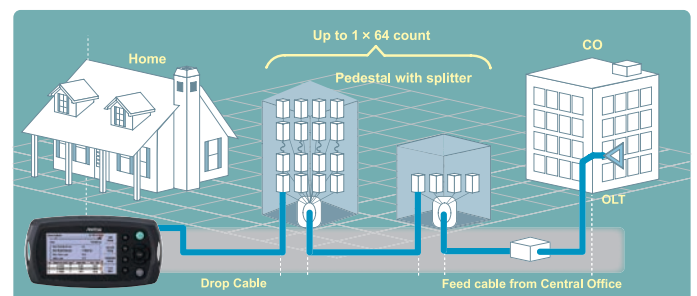 Up to 1 × 64 count
Home
CO
Pedestal with splitter
OLT
Drop Cable
Feed cable from Central Office